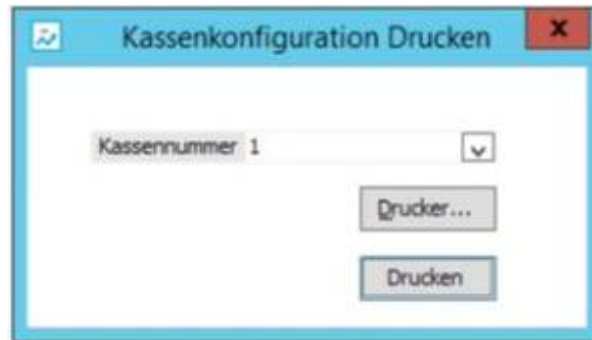 Kassenkonfiguration Drucken
Kassennummer 1
Drucker...
Drucken